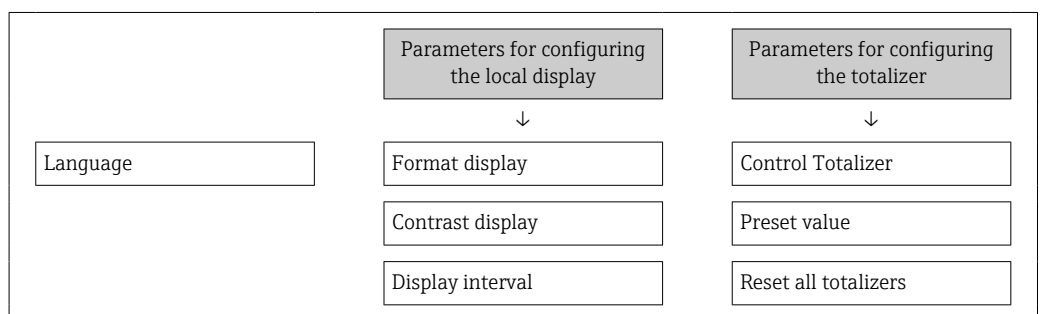 Parameters for configuring
the local display
Parameters for configuring
the totalizer
↓
↓
Language
Format display
Control Totalizer
Contrast display
Preset value
Display interval
Reset all totalizers